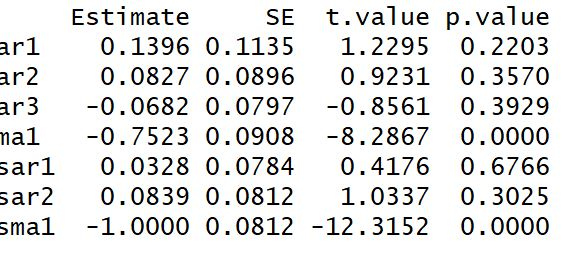 Estimate SE t.value p.value
ar1 0.1396 0.1135 1.2295 0.2203
ar2 0.0827 0.0896 0.9231 0.3570
ar3 -0.0682 0.0797 -0.8561 0.3929
ma1 -0.7523 0.0908 -8.2867 0.0000
sar1 0.0328 0.0784 0.4176 0.6766
sar2 0.0839 0.0812 1.0337 0.3025
sma1 -1.0000 0.0812 -12.3152 0.0000